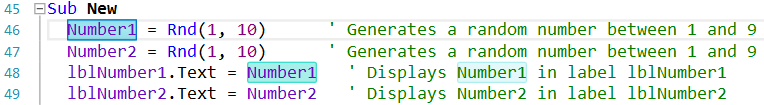 45 Sub New
46 Number1 = Rnd(1, 10) ' Generates a random number between 1 and 9
47 Number2 = Rnd(1, 10) ' Generates a random number between 1 and 9
48 lblNumber1.Text = Number1 ' Displays Number1 in label lblNumber1
49 lblNumber2.Text = Number2 ' Displays Number2 in label lblNumber2